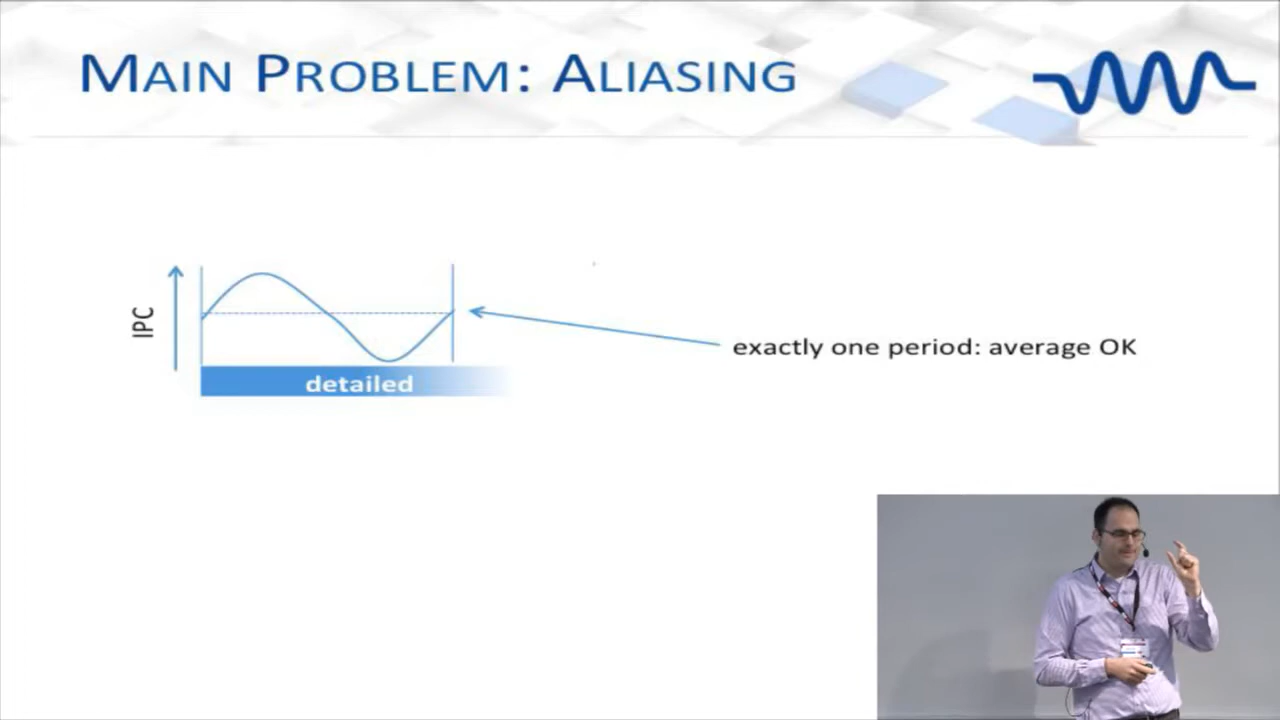 MAIN PROBLEM: ALIASING
IPC
exactly one period: average OK
detailed